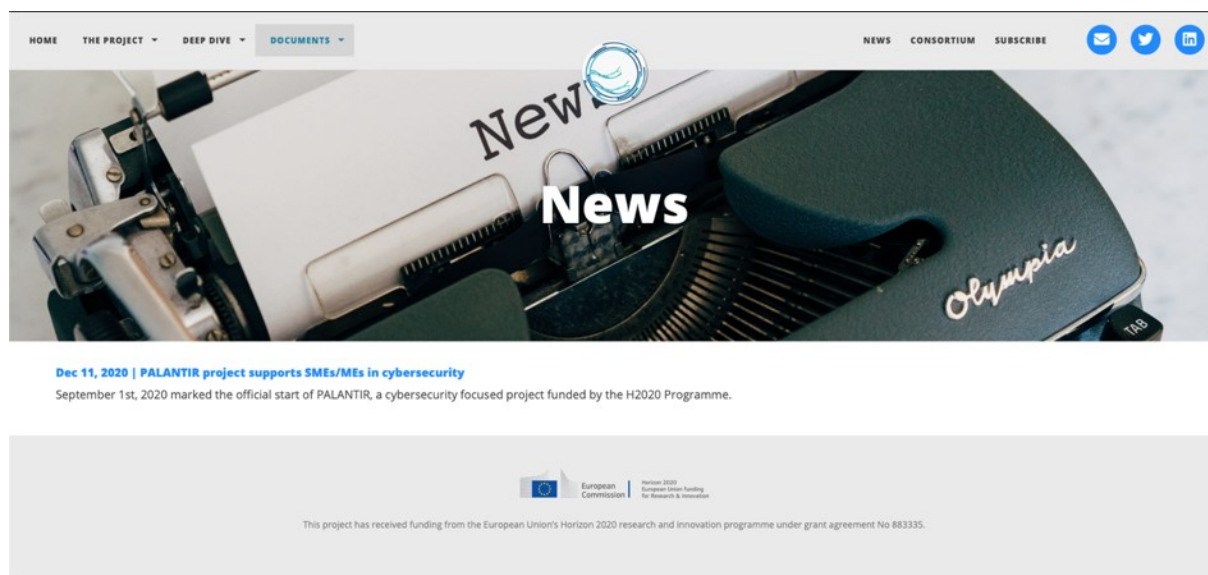 HOME THE PROJECT DEEP DIVE DOCUMENTS NEWS CONSORTIUM SUBSCRIBE
News
News
Olympia
TAB
Dec 11, 2020 | PALANTIR project supports SMEs/MEs in cybersecurity
September 1st, 2020 marked the official start of PALANTIR, a cybersecurity focused project funded by the H2020 Programme.
European
Commission
Horizon 2020
European Union funding
for Research & Innovation
This project has received funding from the European Union's Horizon 2020 research and innovation programme under grant agreement No 883335.